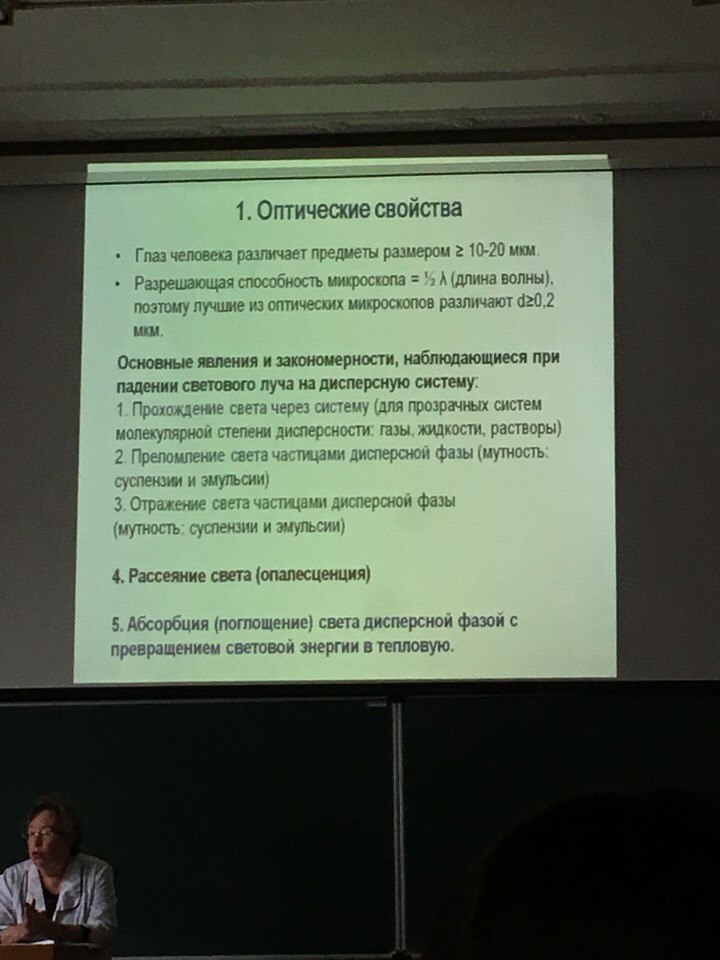 1. Оптические свойства
• Глаз человека различает предметы размером ≥ 10-20 мкм.
• Разрешающая способность микроскопа = ½ λ (длина волны),
поэтому лучшие из оптических микроскопов различают d≥0,2
мкм.
Основные явления и закономерности, наблюдающиеся при
падении светового луча на дисперсную систему:
1. Прохождение света через систему (для прозрачных систем
молекулярной степени дисперсности: газы, жидкости, растворы)
2. Преломление света частицами дисперсной фазы (мутность:
суспензии и эмульсии)
3. Отражение света частицами дисперсной фазы
(мутность: суспензии и эмульсии)
4. Рассеяние света (опалесценция)
5. Абсорбция (поглощение) света дисперсной фазой с
превращением световой энергии в тепловую.